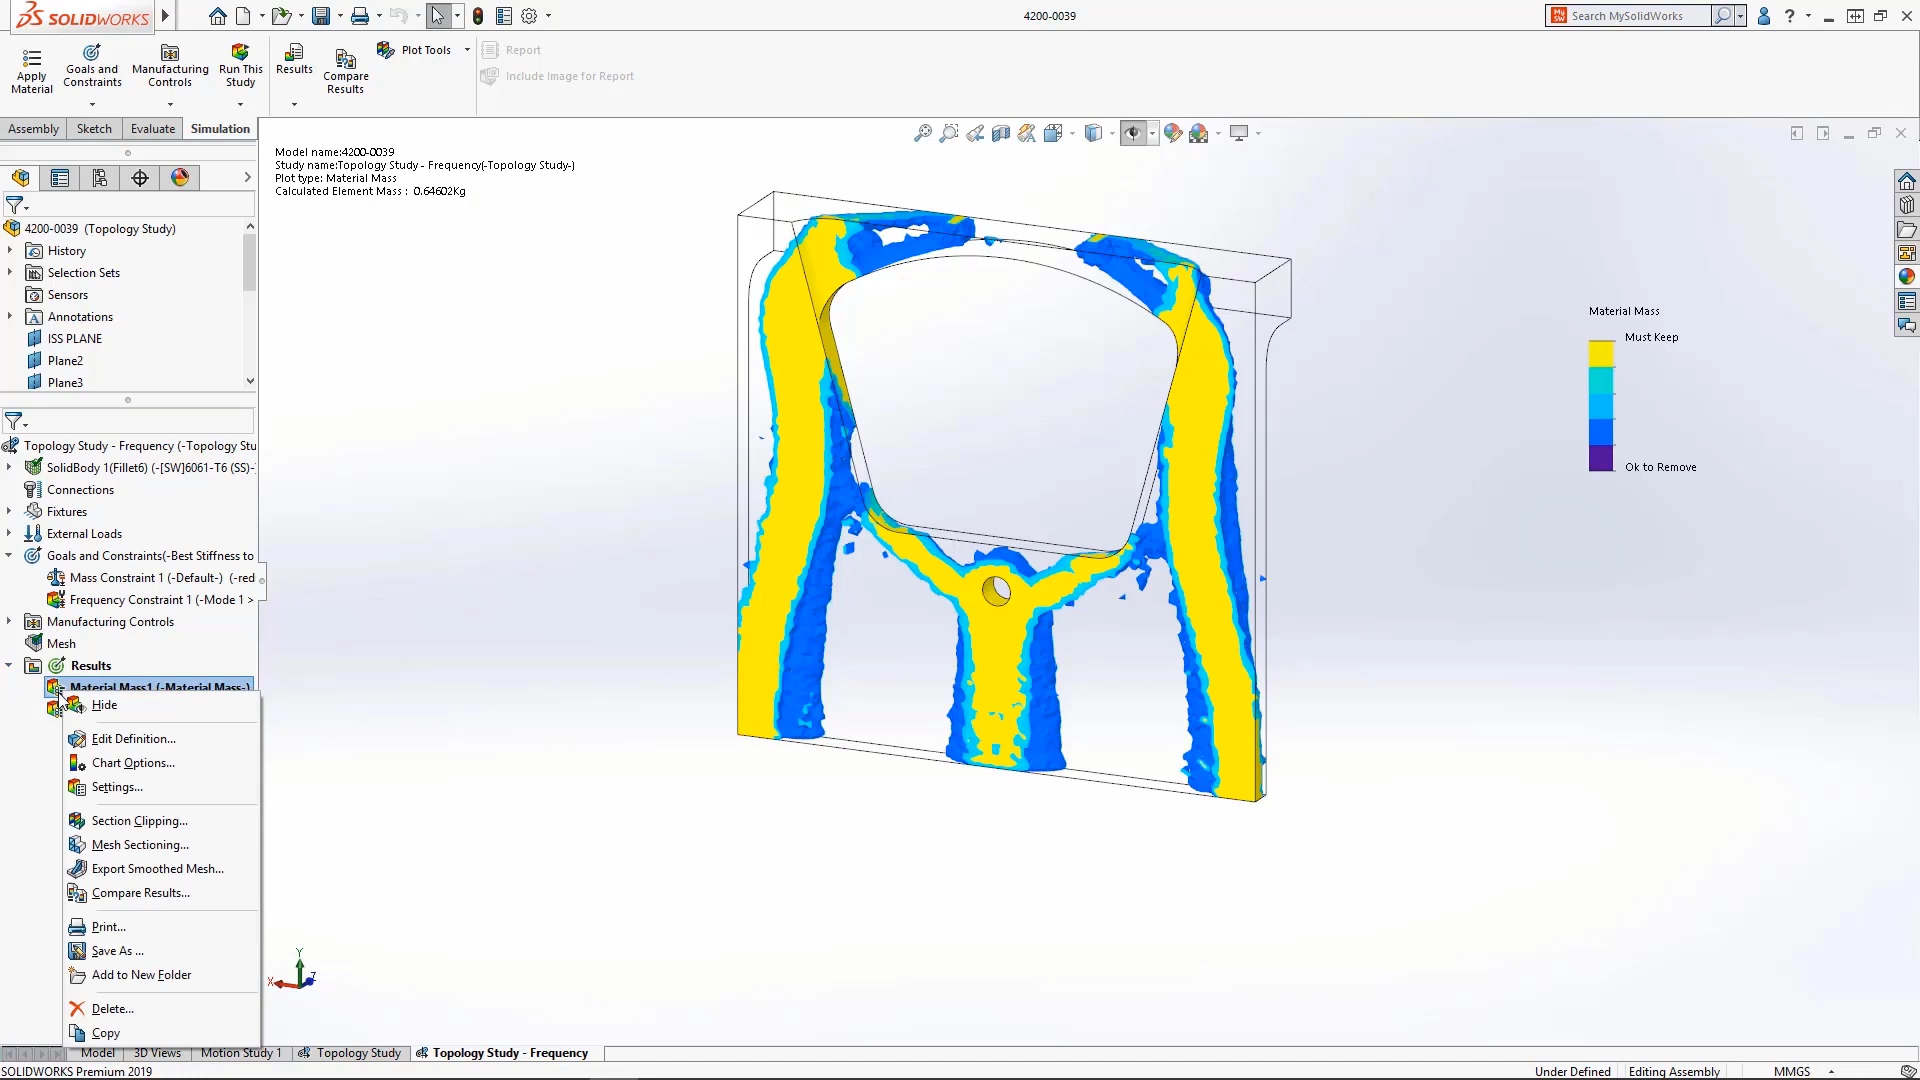 SOLIDWORKS
4200-0039
Search MySolidWorks
Apply Material
Goals and Constraints
Manufacturing Controls
Run This Study
Results
Compare Results
Plot Tools
Report
Include Image for Report
Assembly
Sketch
Evaluate
Simulation
Model name:4200-0039
Study name:Topology Study - Frequency(-Topology Study-)
Plot type: Material Mass
Calculated Element Mass : 0.64602Kg
4200-0039 (Topology Study)
History
Selection Sets
Sensors
Annotations
ISS PLANE
Plane2
Plane3
Topology Study - Frequency (-Topology Stu
SolidBody 1(Fillet6) (-[SW]6061-T6 (SS)-
Connections
Fixtures
External Loads
Goals and Constraints(-Best Stiffness to
Mass Constraint 1 (-Default-) (-red
Frequency Constraint 1 (-Mode 1 >
Manufacturing Controls
Mesh
Results
Material Mass1 (-Material Mass-)
Hide
Edit Definition...
Chart Options...
Settings...
Section Clipping...
Mesh Sectioning...
Export Smoothed Mesh...
Compare Results...
Print...
Save As ...
Add to New Folder
Delete...
Copy
Material Mass
Must Keep
Ok to Remove
Y
X
Z
Model
3D Views
Motion Study 1
Topology Study
Topology Study - Frequency
SOLIDWORKS Premium 2019
Under Defined
Editing Assembly
MMGS